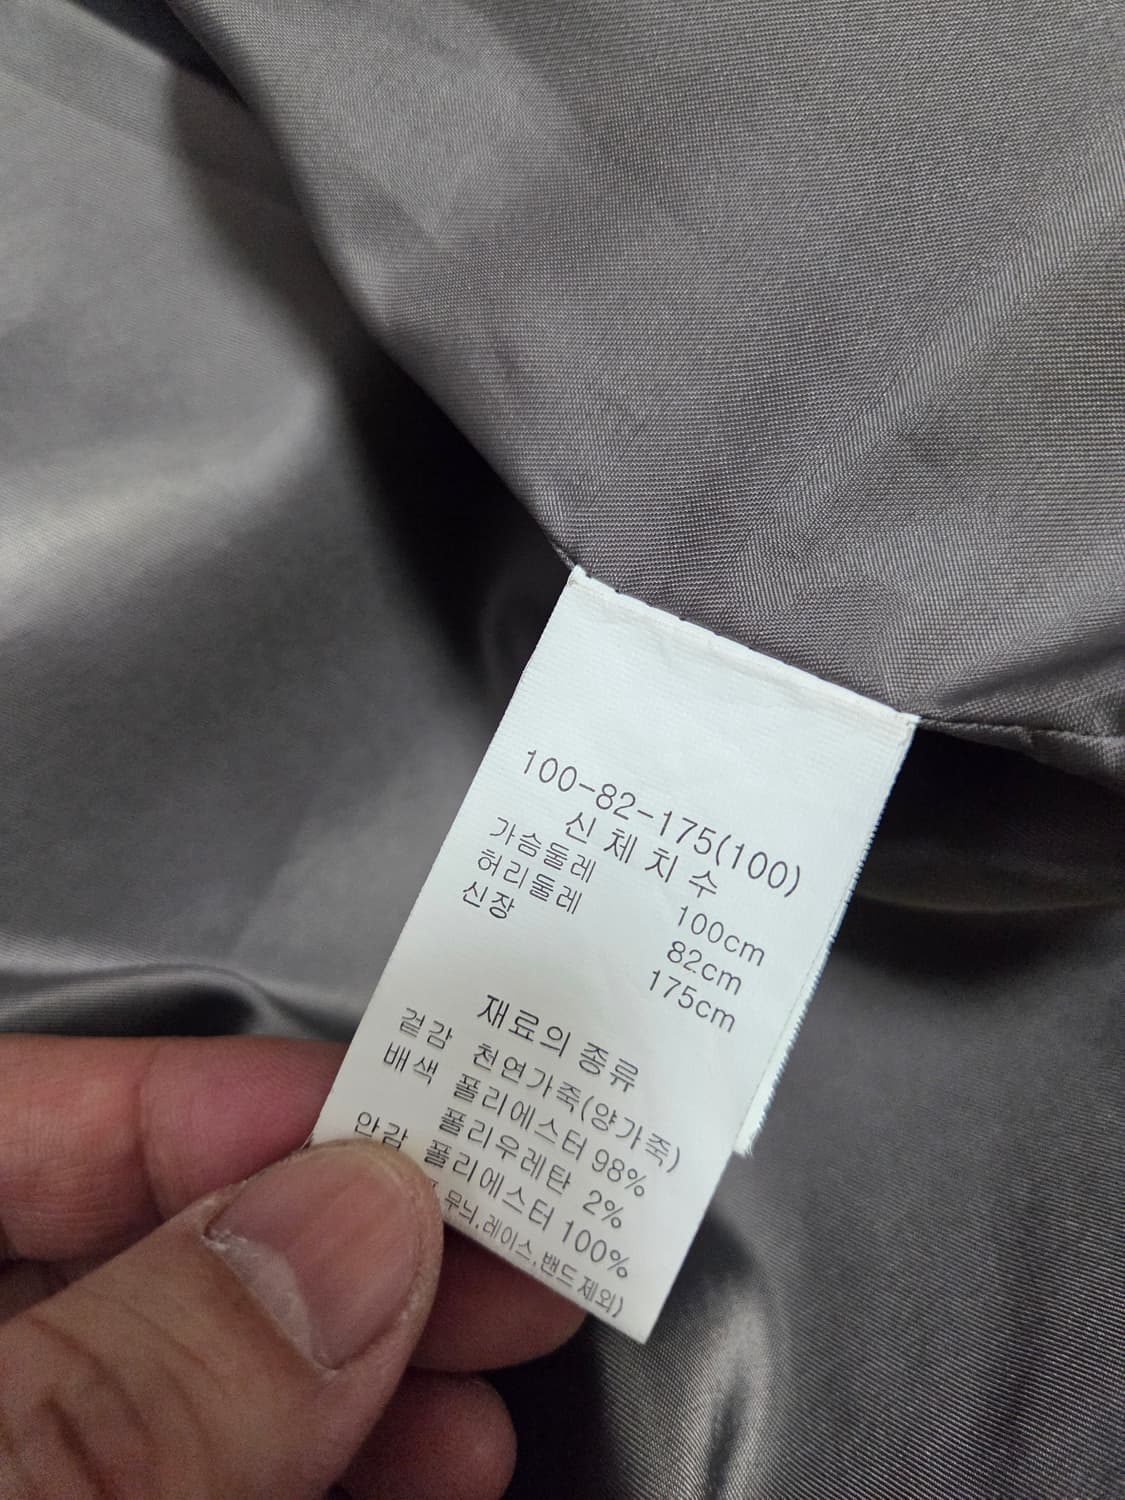 100-82-175(100)
신 체 치 수
가슴둘레 100cm
허리둘레 82cm
신장 175cm
재료의 종류
겉감 천연가죽(양가죽)
배색 폴리에스터 98%
폴리우레탄 2%
안감 폴리에스터 100%
무늬,레이스,밴드제외)